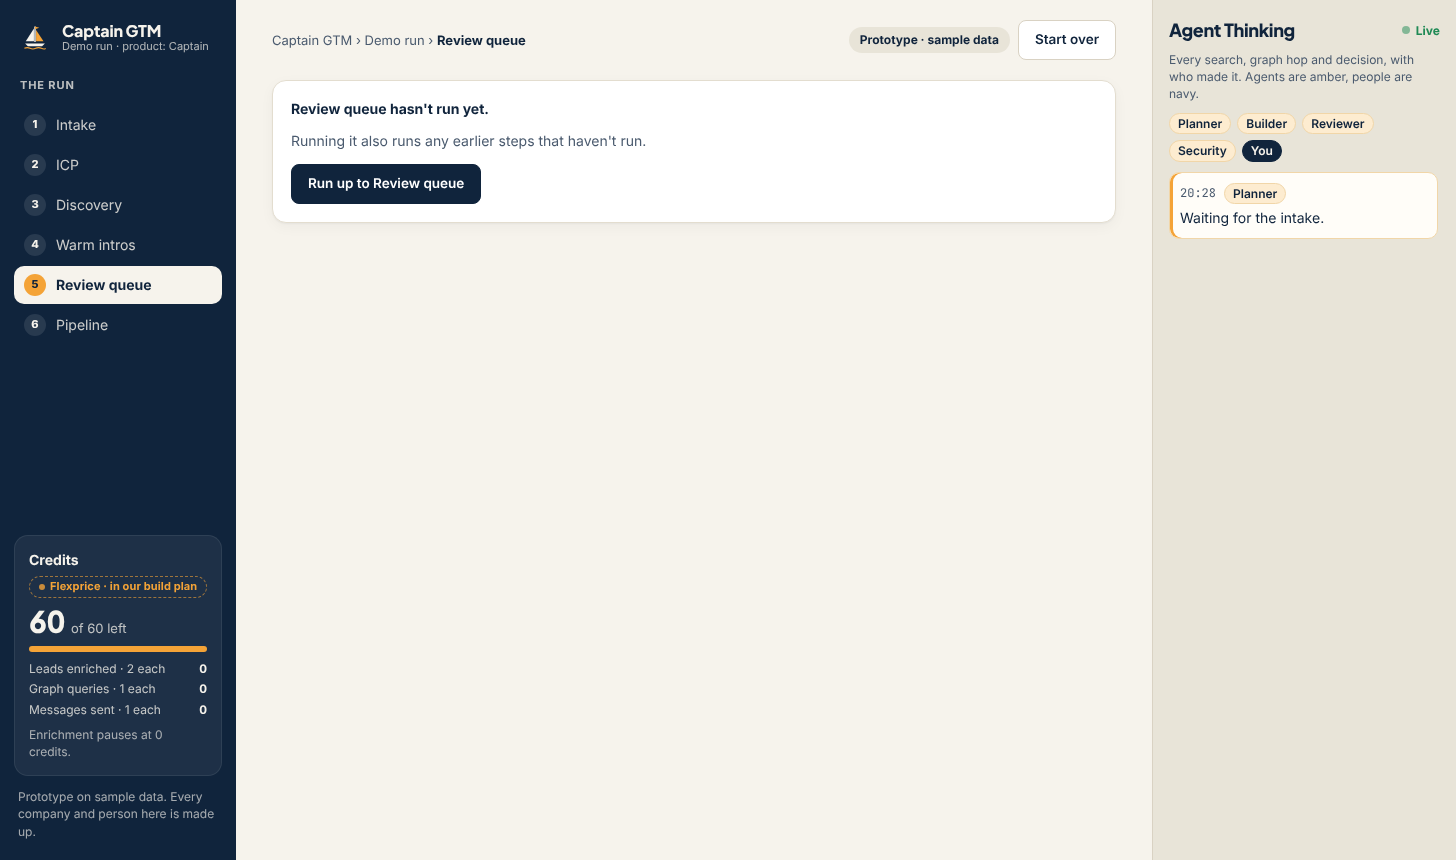 Captain GTM
Demo run · product: Captain
THE RUN
1 Intake
2 ICP
3 Discovery
4 Warm intros
5 Review queue
6 Pipeline
Credits
Flexprice · in our build plan
60 of 60 left
Leads enriched · 2 each 0
Graph queries · 1 each 0
Messages sent · 1 each 0
Enrichment pauses at 0
credits.
Prototype on sample data. Every
company and person here is made
up.
Captain GTM › Demo run › Review queue
Prototype · sample data
Start over
Review queue hasn't run yet.
Running it also runs any earlier steps that haven't run.
Run up to Review queue
Agent Thinking
Live
Every search, graph hop and decision, with
who made it. Agents are amber, people are
navy.
Planner Builder Reviewer
Security You
20:28 Planner
Waiting for the intake.